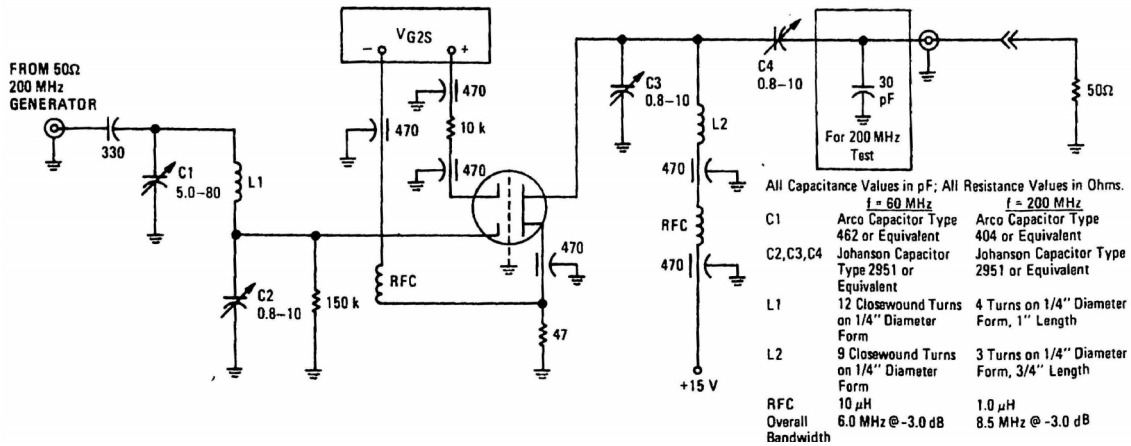 FROM 50Ω
200 MHz
GENERATOR
330
C1
5.0–80
L1
C2
0.8–10
150 k
VG2S
−
+
470
470
10 k
470
RFC
470
47
C3
0.8–10
L2
470
RFC
470
+15 V
C4
0.8–10
30
pF
For 200 MHz
Test
50Ω
All Capacitance Values in pF; All Resistance Values in Ohms.
f = 60 MHz f = 200 MHz
C1 Arco Capacitor Type Arco Capacitor Type
462 or Equivalent 404 or Equivalent
C2,C3,C4 Johanson Capacitor Johanson Capacitor Type
Type 2951 or 2951 or Equivalent
Equivalent
L1 12 Closewound Turns 4 Turns on 1/4" Diameter
on 1/4" Diameter Form, 1" Length
Form
L2 9 Closewound Turns 3 Turns on 1/4" Diameter
on 1/4" Diameter Form, 3/4" Length
Form
RFC 10 μH 1.0 μH
Overall 6.0 MHz @ -3.0 dB 8.5 MHz @ -3.0 dB
Bandwidth